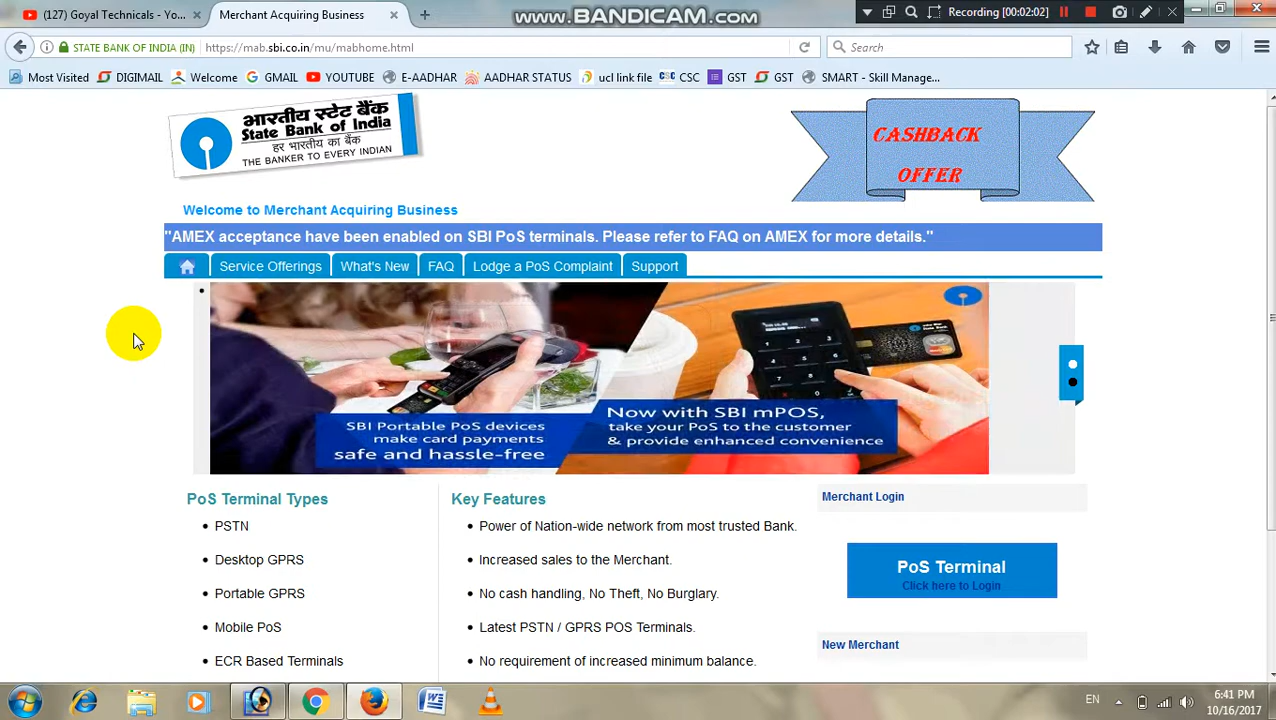 (127) Goyal Technicals - Yo...
Merchant Acquiring Business
www.BANDICAM.com
Recording [00:02:02]
STATE BANK OF INDIA (IN)
https://mab.sbi.co.in/mu/mabhome.html
Search
Most Visited
DIGIMAIL
Welcome
GMAIL
YOUTUBE
E-AADHAR
AADHAR STATUS
ucl link file
CSC
CSC
GST
GST
SMART - Skill Manage...
भारतीय स्टेट बैंक
State Bank of India
हर भारतीय का बैंक
THE BANKER TO EVERY INDIAN
CASHBACK
OFFER
Welcome to Merchant Acquiring Business
"AMEX acceptance have been enabled on SBI PoS terminals. Please refer to FAQ on AMEX for more details."
Service Offerings
What's New
FAQ
Lodge a PoS Complaint
Support
SBI Portable PoS devices
make card payments
safe and hassle-free
Now with SBI mPOS,
take your PoS to the customer
& provide enhanced convenience
PoS Terminal Types
PSTN
Desktop GPRS
Portable GPRS
Mobile PoS
ECR Based Terminals
Key Features
Power of Nation-wide network from most trusted Bank.
Increased sales to the Merchant.
No cash handling, No Theft, No Burglary.
Latest PSTN / GPRS POS Terminals.
No requirement of increased minimum balance.
Merchant Login
PoS Terminal
Click here to Login
New Merchant
EN
6:41 PM
10/16/2017